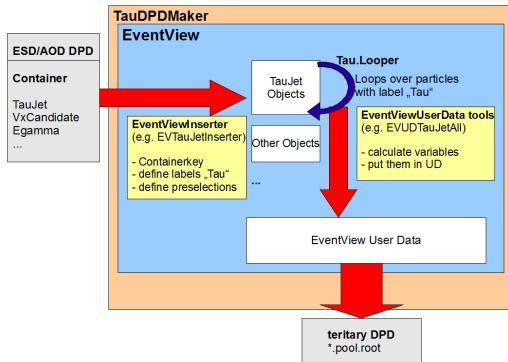 TauDPDMaker
EventView
ESD/AOD DPD
Container
TauJet
VxCandidate
Egamma
...
TauJet
Objects
Tau.Looper
Loops over particles
with label „Tau“
EventViewInserter
(e.g. EVTauJetInserter)
- Containerkey
- define labels „Tau“
- define preselections
Other Objects
...
EventViewUserData tools
(e.g. EVUDTauJetAll)
- calculate variables
- put them in UD
EventView User Data
teritary DPD
*.pool.root